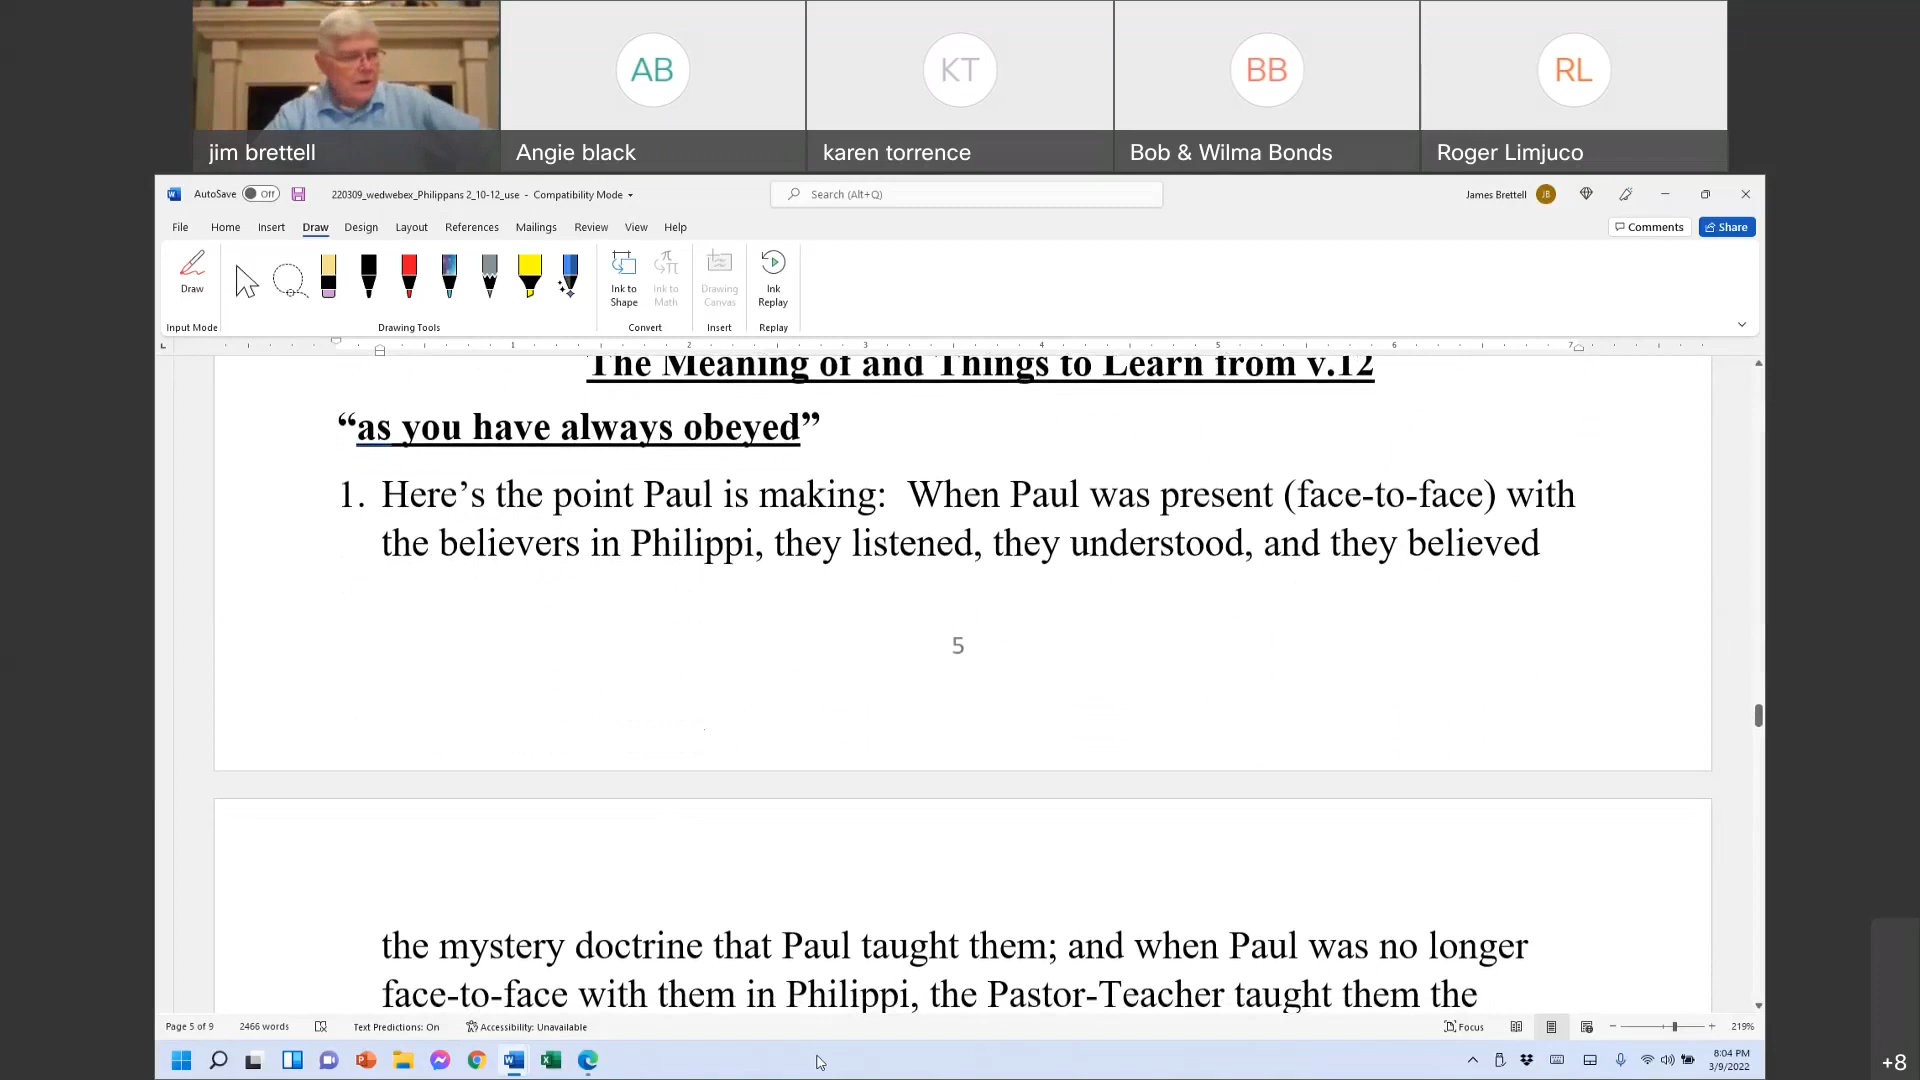 AB
KT
BB
RL
jim brettell
Angie black
karen torrence
Bob & Wilma Bonds
Roger Limjuco
AutoSave Off
220309_wedwebex_Philippans 2_10-12_use - Compatibility Mode
Search (Alt+Q)
James Brettell JB
File Home Insert Draw Design Layout References Mailings Review View Help
Comments Share
Draw
Ink to Shape
Ink to Math
Drawing Canvas
Ink Replay
Input Mode Drawing Tools Convert Insert Replay
1 2 3 4 5 6 7
The Meaning of and Things to Learn from v.12
“as you have always obeyed”
1. Here’s the point Paul is making: When Paul was present (face-to-face) with
the believers in Philippi, they listened, they understood, and they believed
5
the mystery doctrine that Paul taught them; and when Paul was no longer
face-to-face with them in Philippi, the Pastor-Teacher taught them the
Page 5 of 9 2466 words Text Predictions: On Accessibility: Unavailable Focus 219%
8:04 PM
3/9/2022
+8